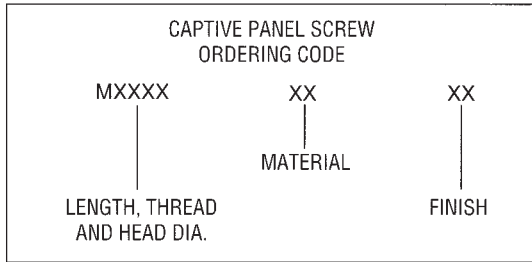 CAPTIVE PANEL SCREW
ORDERING CODE
MXXXX XX XX
MATERIAL
LENGTH, THREAD FINISH
AND HEAD DIA.